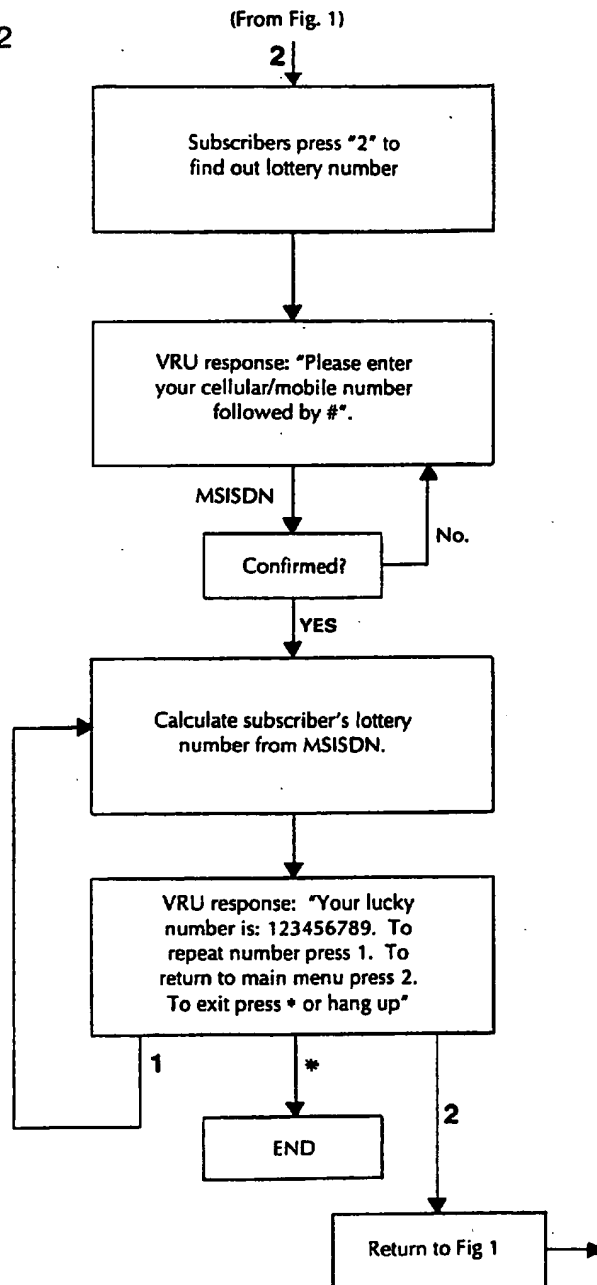 (From Fig. 1)
2
2
Subscribers press "2" to
find out lottery number
VRU response: "Please enter
your cellular/mobile number
followed by #".
MSISDN
No.
Confirmed?
YES
Calculate subscriber's lottery
number from MSISDN.
VRU response: "Your lucky
number is: 123456789. To
repeat number press 1. To
return to main menu press 2.
To exit press * or hang up"
1
*
2
END
Return to Fig 1